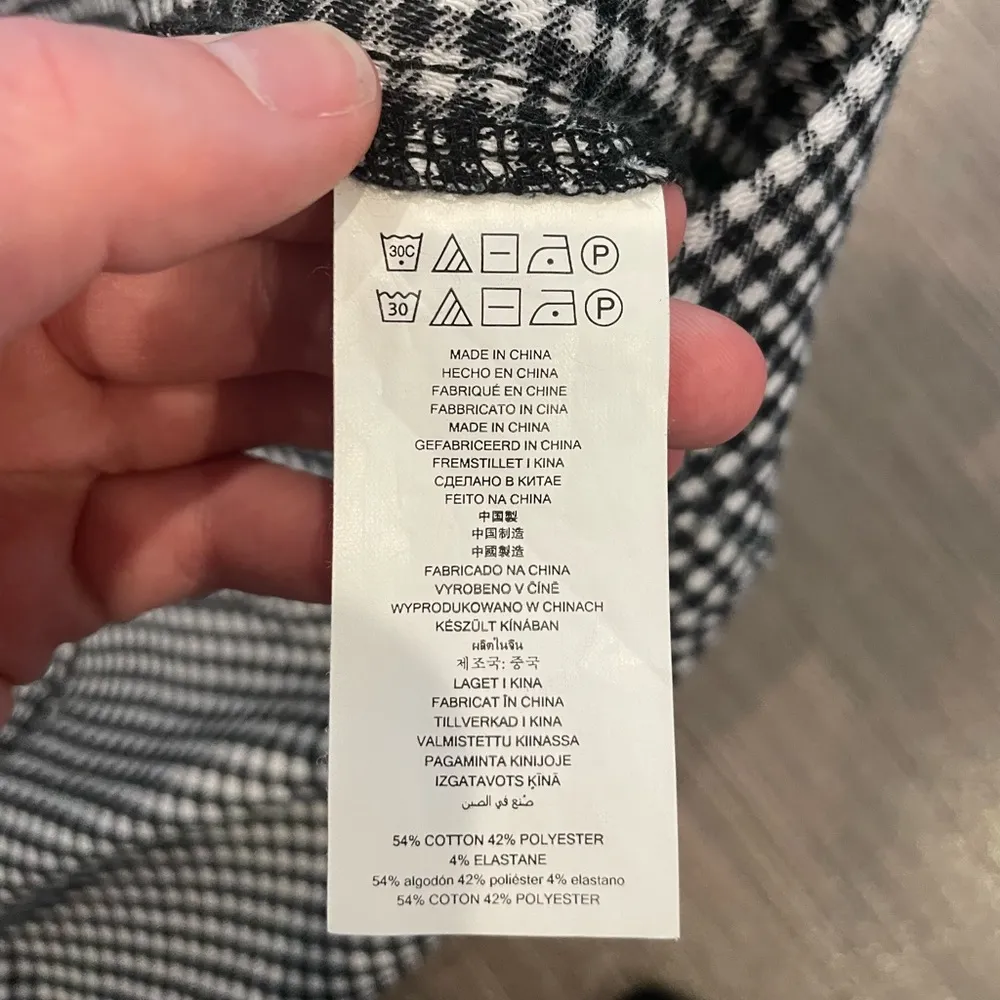 30C P
30 P
MADE IN CHINA
HECHO EN CHINA
FABRIQUÉ EN CHINE
FABBRICATO IN CINA
MADE IN CHINA
GEFABRICEERD IN CHINA
FREMSTILLET I KINA
СДЕЛАНО В КИТАЕ
FEITO NA CHINA
中国製
中国制造
中國製造
FABRICADO NA CHINA
VYROBENO V ČÍNĚ
WYPRODUKOWANO W CHINACH
KÉSZÜLT KÍNÁBAN
ผลิตในจีน
제조국: 중국
LAGET I KINA
FABRICAT ÎN CHINA
TILLVERKAD I KINA
VALMISTETTU KIINASSA
PAGAMINTA KINIJOJE
IZGATAVOTS ĶĪNĀ
صنع في الصين
54% COTTON 42% POLYESTER
4% ELASTANE
54% algodón 42% poliéster 4% elastano
54% COTON 42% POLYESTER